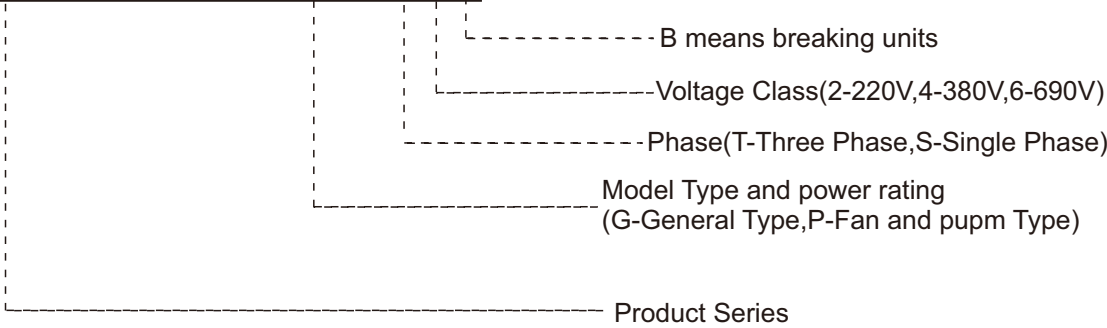 B means breaking units
Voltage Class(2-220V,4-380V,6-690V)
Phase(T-Three Phase,S-Single Phase)
Model Type and power rating
(G-General Type,P-Fan and pupm Type)
Product Series